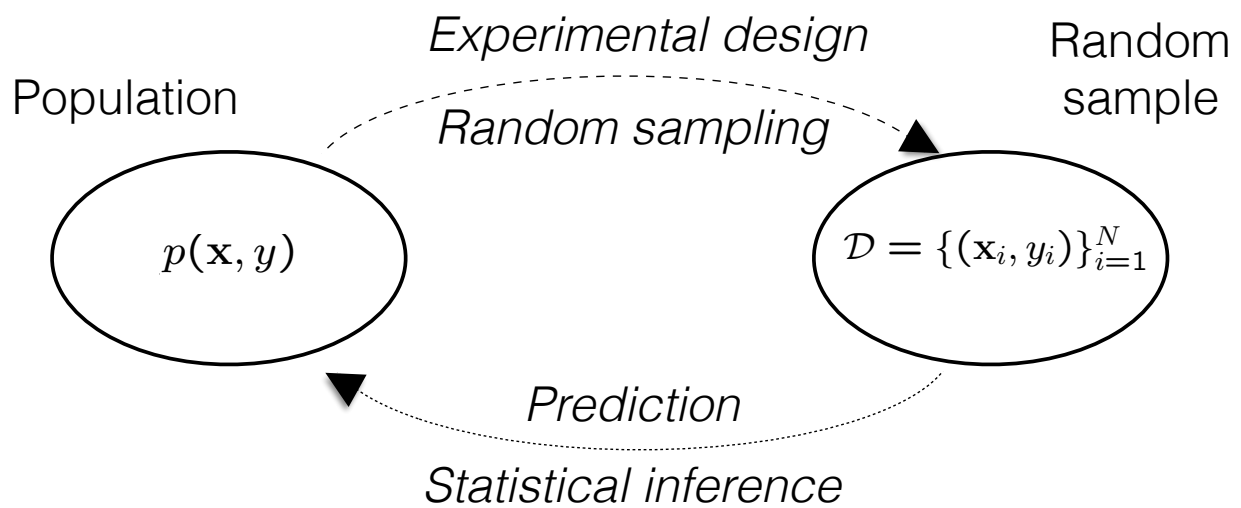 Experimental design
Random
sample
Population
Random sampling
p(𝐱, y)
𝒟 = {(𝐱ᵢ, yᵢ)}ᵢ₌₁ᴺ
Prediction
Statistical inference